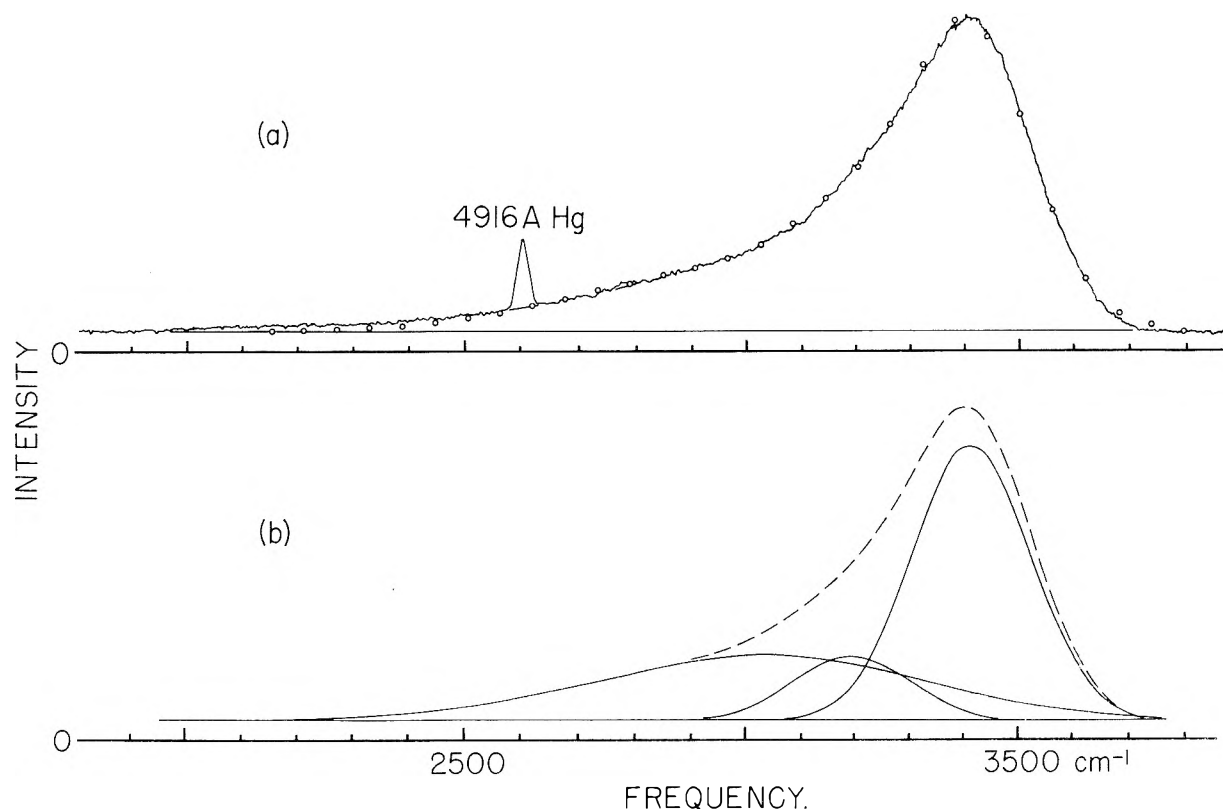 (a)
4916A Hg
0
INTENSITY
(b)
0
2500
3500 cm⁻¹
FREQUENCY.